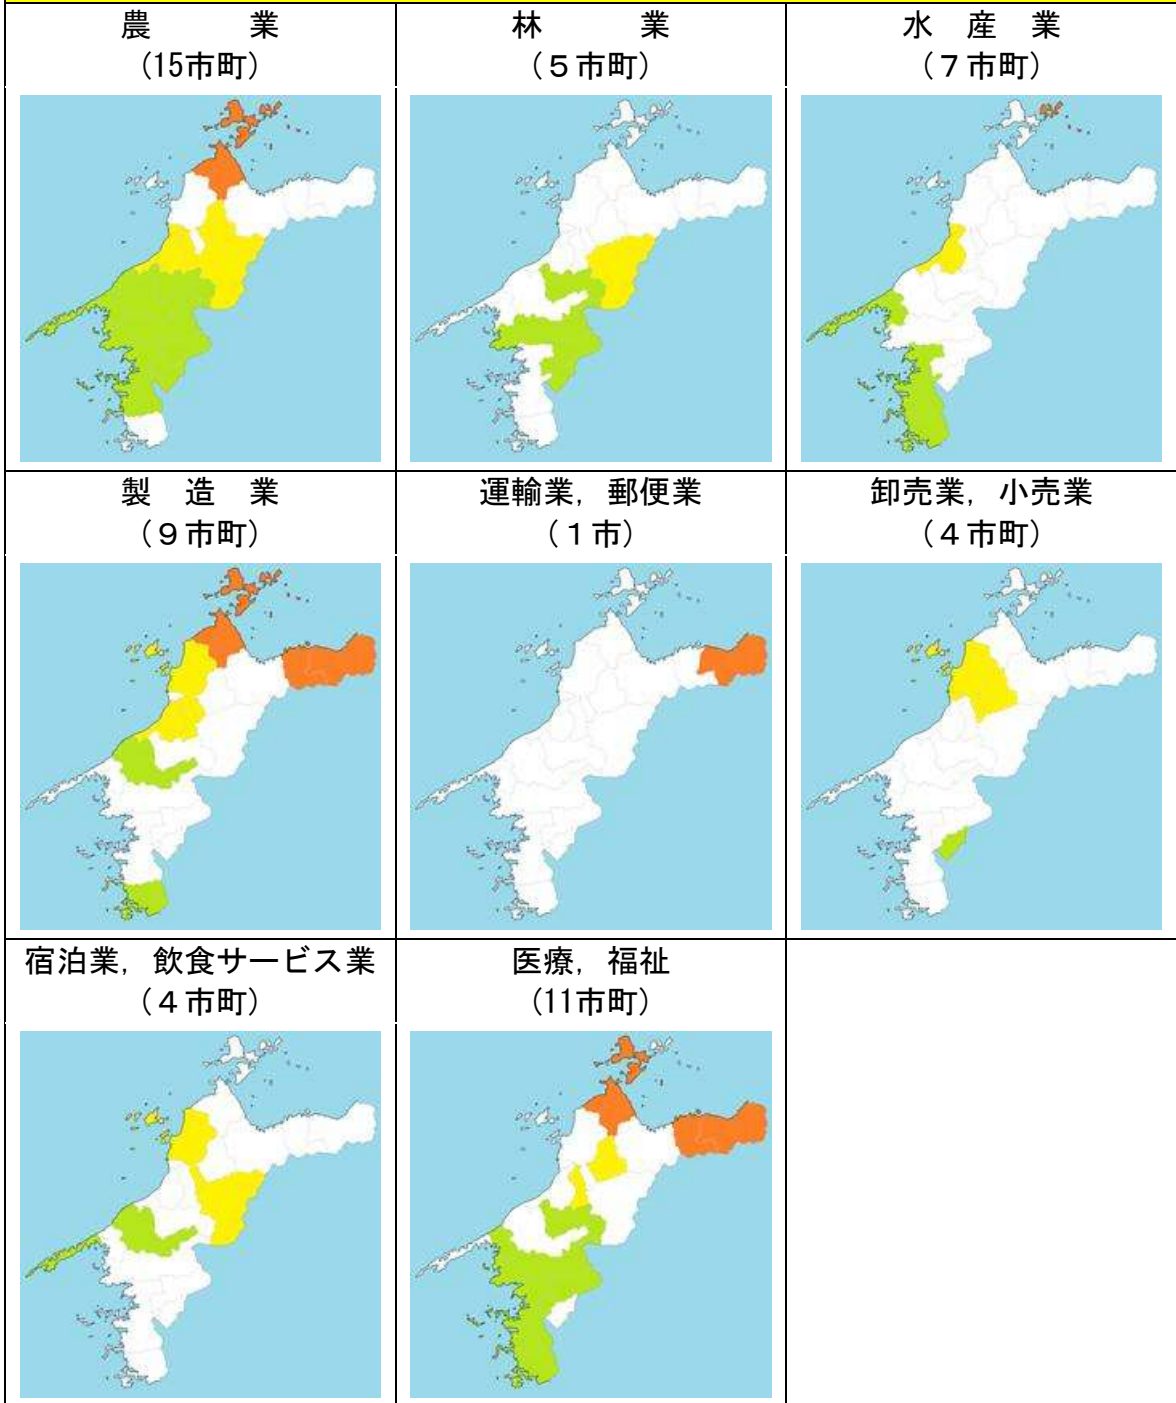 農　　　業
(15市町)
林　　　業
(５市町)
水　産　業
(７市町)
製　造　業
(９市町)
運輸業，郵便業
(１市)
卸売業，小売業
(４市町)
宿泊業，飲食サービス業
(４市町)
医療，福祉
(11市町)